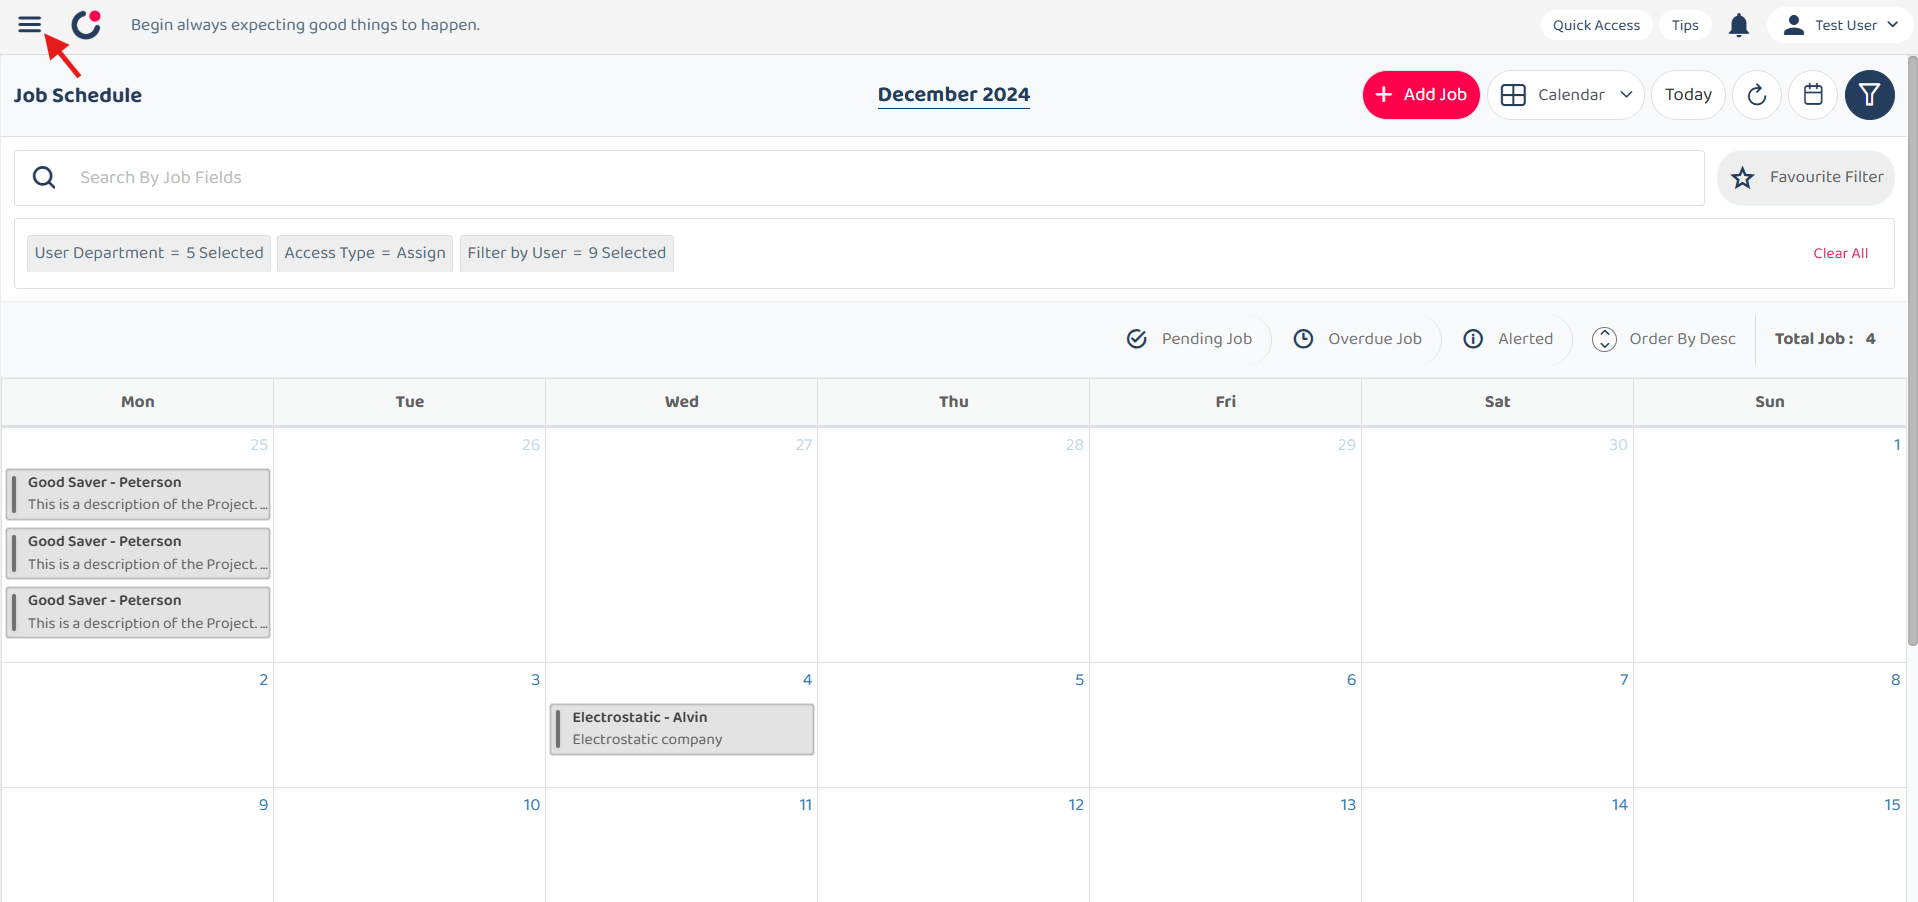 Begin always expecting good things to happen.
Quick Access Tips Test User
Job Schedule December 2024 + Add Job Calendar Today
Search By Job Fields Favourite Filter
User Department = 5 Selected Access Type = Assign Filter by User = 9 Selected Clear All
Pending Job Overdue Job Alerted Order By Desc Total Job : 4
Mon Tue Wed Thu Fri Sat Sun
25 26 27 28 29 30 1
Good Saver - Peterson
This is a description of the Project. ...
Good Saver - Peterson
This is a description of the Project. ...
Good Saver - Peterson
This is a description of the Project. ...
2 3 4 5 6 7 8
Electrostatic - Alvin
Electrostatic company
9 10 11 12 13 14 15